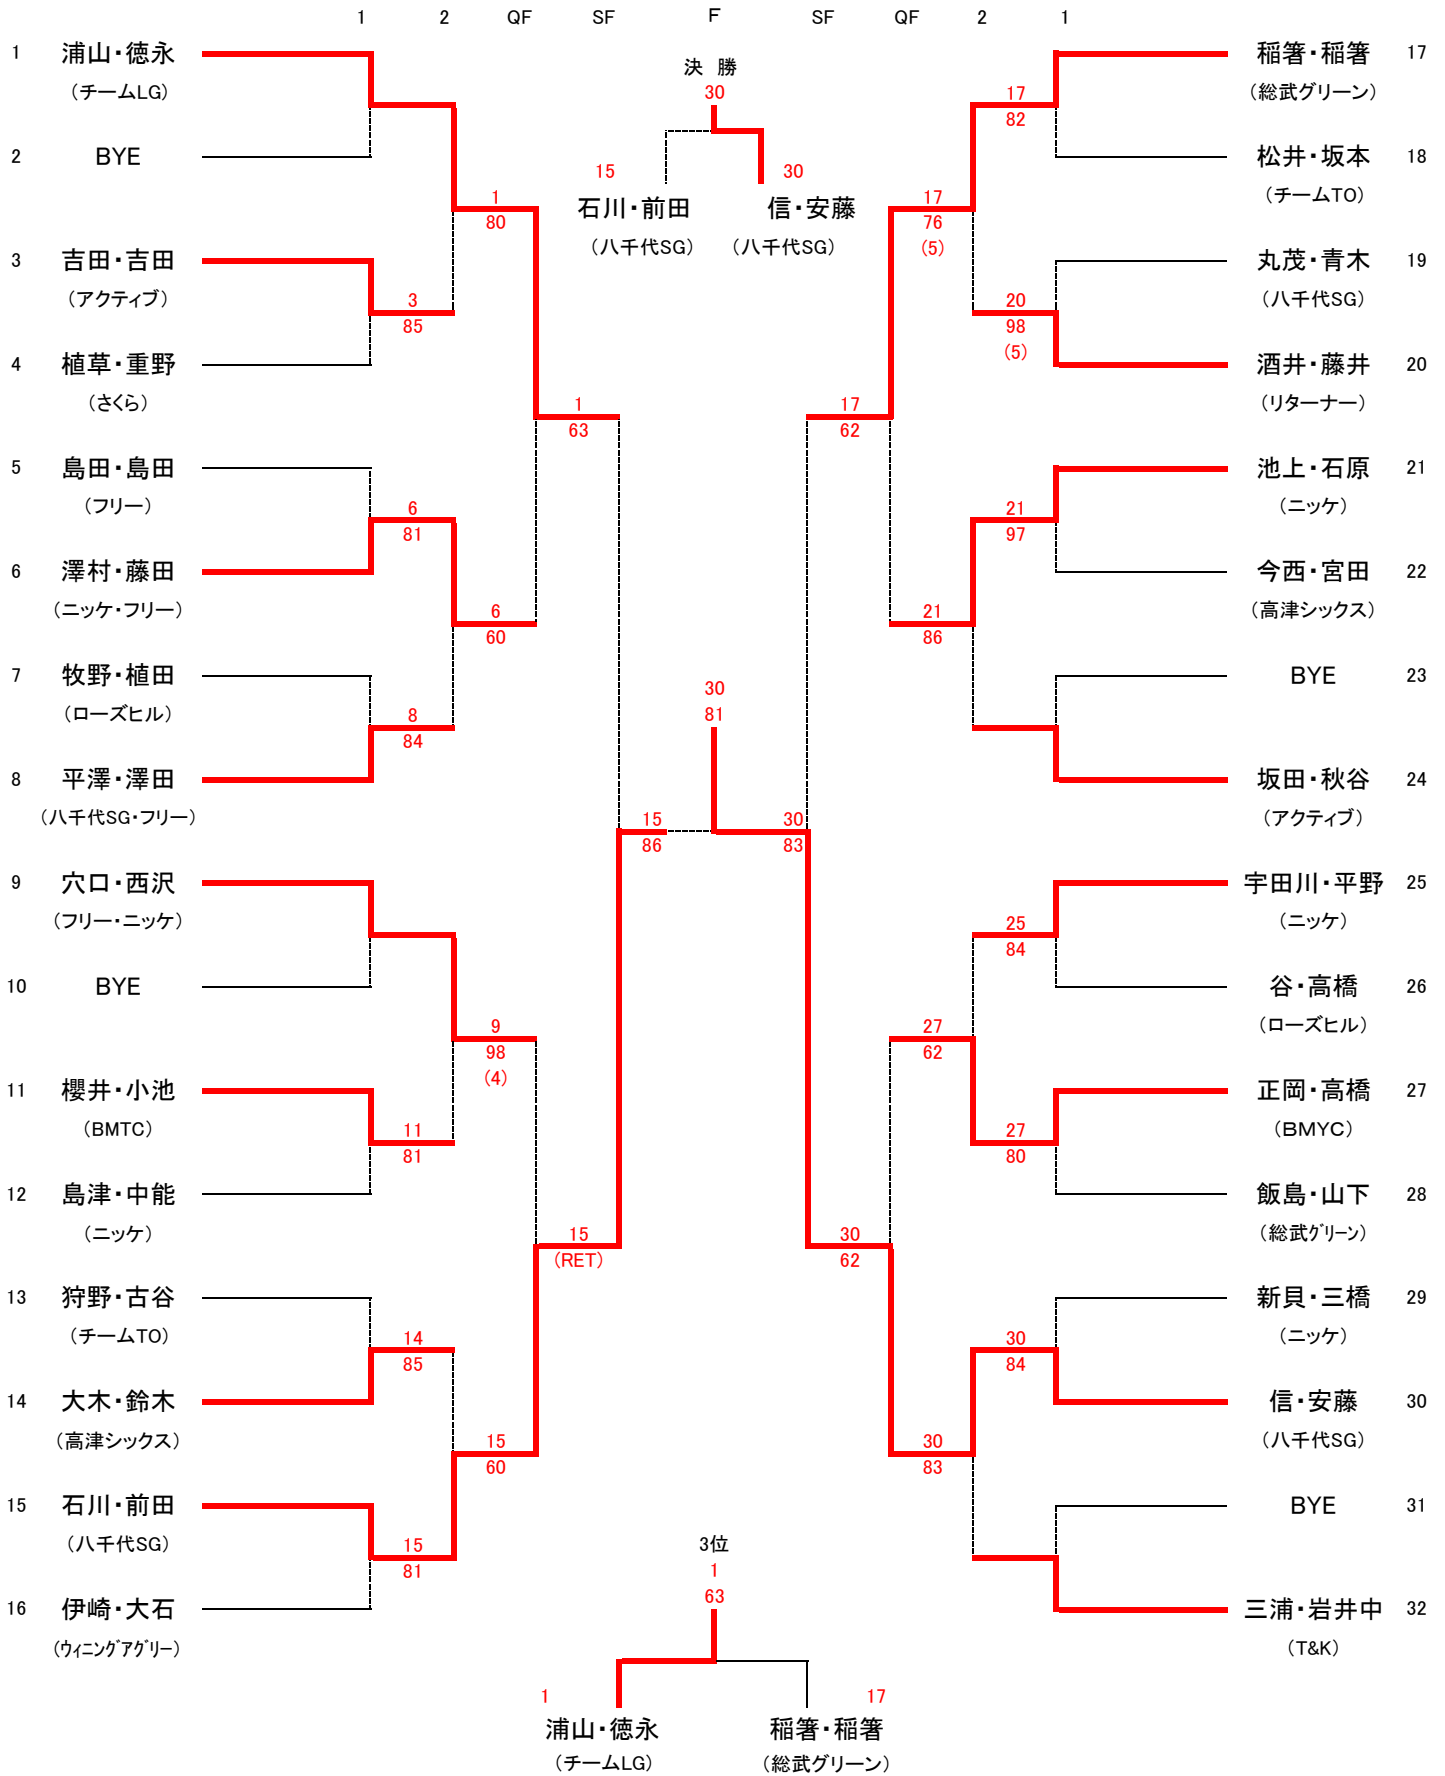 1 2 QF SF F SF QF 2 1
決 勝
30
15 30
石川・前田 信・安藤
（八千代SG） （八千代SG）
1 浦山・徳永
（チームLG）
2 BYE
3 吉田・吉田
（アクティブ）
4 植草・重野
（さくら）
5 島田・島田
（フリー）
6 澤村・藤田
（ニッケ・フリー）
7 牧野・植田
（ローズヒル）
8 平澤・澤田
（八千代SG・フリー）
9 穴口・西沢
（フリー・ニッケ）
10 BYE
11 櫻井・小池
（BMTC）
12 島津・中能
（ニッケ）
13 狩野・古谷
（チームTO）
14 大木・鈴木
（高津シックス）
15 石川・前田
（八千代SG）
16 伊崎・大石
（ウィニングアグリー）
3
85
6
81
8
84
11
81
14
85
15
81
1
80
6
60
9
98
(4)
15
60
1
63
15
(RET)
15
86
30
81
30
83
17
62
30
62
17
76
(5)
21
86
27
62
30
83
17
82
20
98
(5)
21
97
25
84
27
80
30
84
稲箸・稲箸 17
（総武グリーン）
松井・坂本 18
（チームTO）
丸茂・青木 19
（八千代SG）
酒井・藤井 20
（リターナー）
池上・石原 21
（ニッケ）
今西・宮田 22
（高津シックス）
BYE 23
坂田・秋谷 24
（アクティブ）
宇田川・平野 25
（ニッケ）
谷・高橋 26
（ローズヒル）
正岡・高橋 27
（BMYC）
飯島・山下 28
（総武グリーン）
新貝・三橋 29
（ニッケ）
信・安藤 30
（八千代SG）
BYE 31
三浦・岩井中 32
（T&K）
3位
1
63
1 17
浦山・徳永 稲箸・稲箸
（チームLG） （総武グリーン）